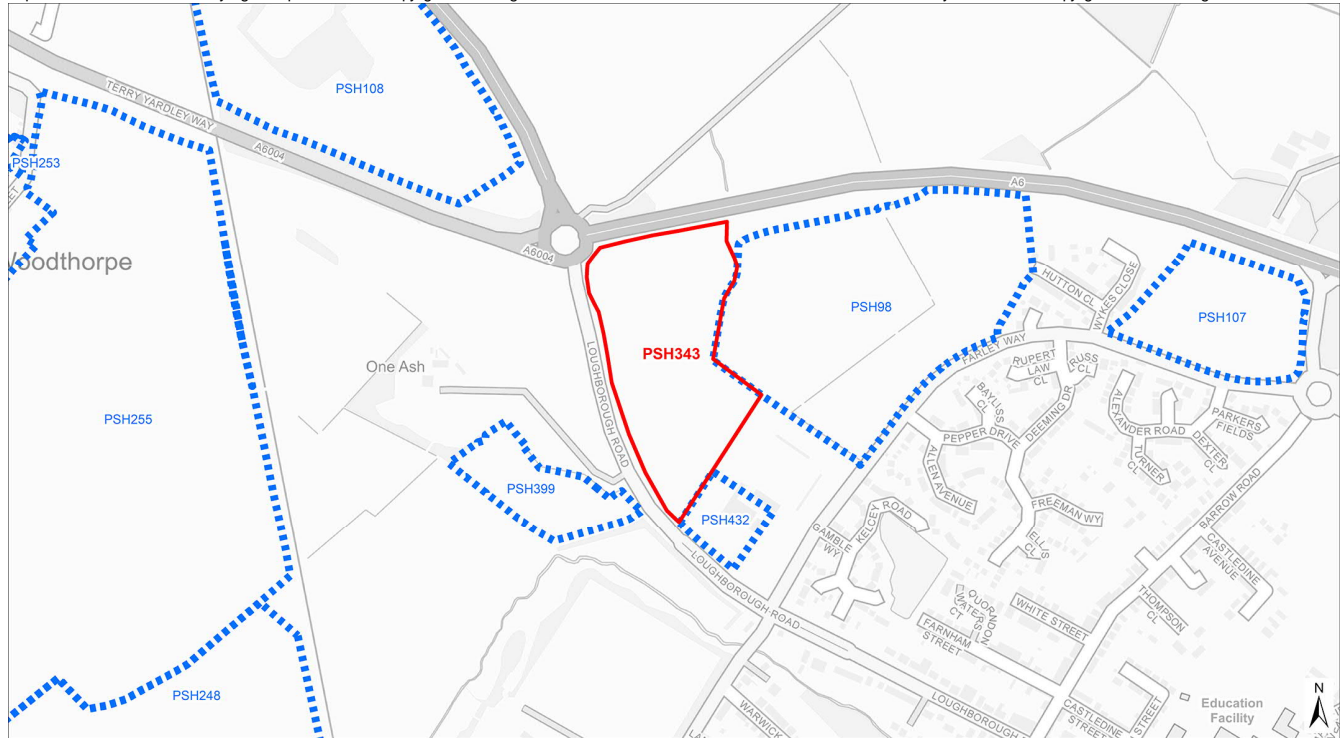 PSH108
TERRY YARDLEY WAY
A6004
PSH253
A6
A6004
Woodthorpe
HUTTON CL
WYKES CLOSE
PSH98
PSH107
PSH343
FARLEY WAY
One Ash
LOUGHBOROUGH ROAD
RUPERT
LAW
CL
RUSS
CL
PSH255
BAYLISS
CL
DEEMING DR
ALEXANDER ROAD
PARKERS
FIELDS
PEPPER DRIVE
DEXTER
CL
TURNER
CL
ALLEN AVENUE
PSH399
PSH432
FREEMAN WY
BARROW ROAD
KELCEY ROAD
GAMBLE
WY
ELLIS
CL
CASTLEDINE
AVENUE
LOUGHBOROUGH ROAD
QUORNDON
WATERS
CT
WHITE STREET
THOMPSON
CL
FARNHAM
STREET
PSH248
LOUGHBOROUGH
CASTLEDINE
STREET
STREET
WARWICK
Education
Facility
N